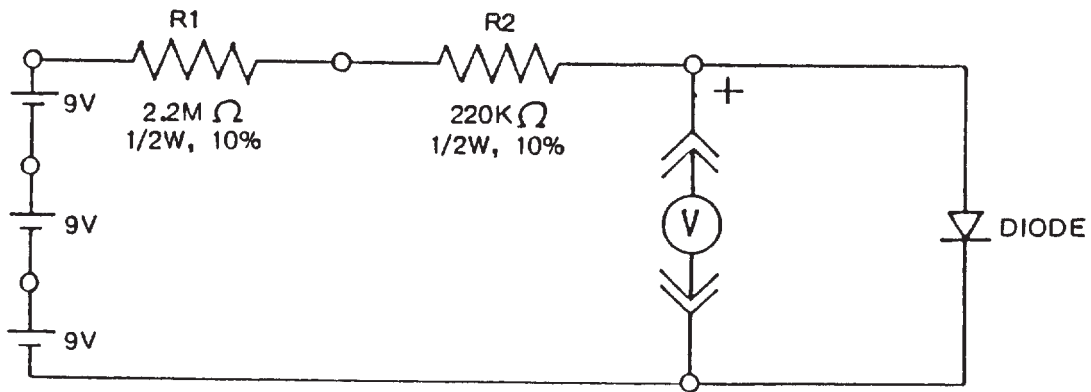 R1
2.2M Ω
1/2W, 10%
R2
220K Ω
1/2W, 10%
+
9V
9V
9V
V
DIODE